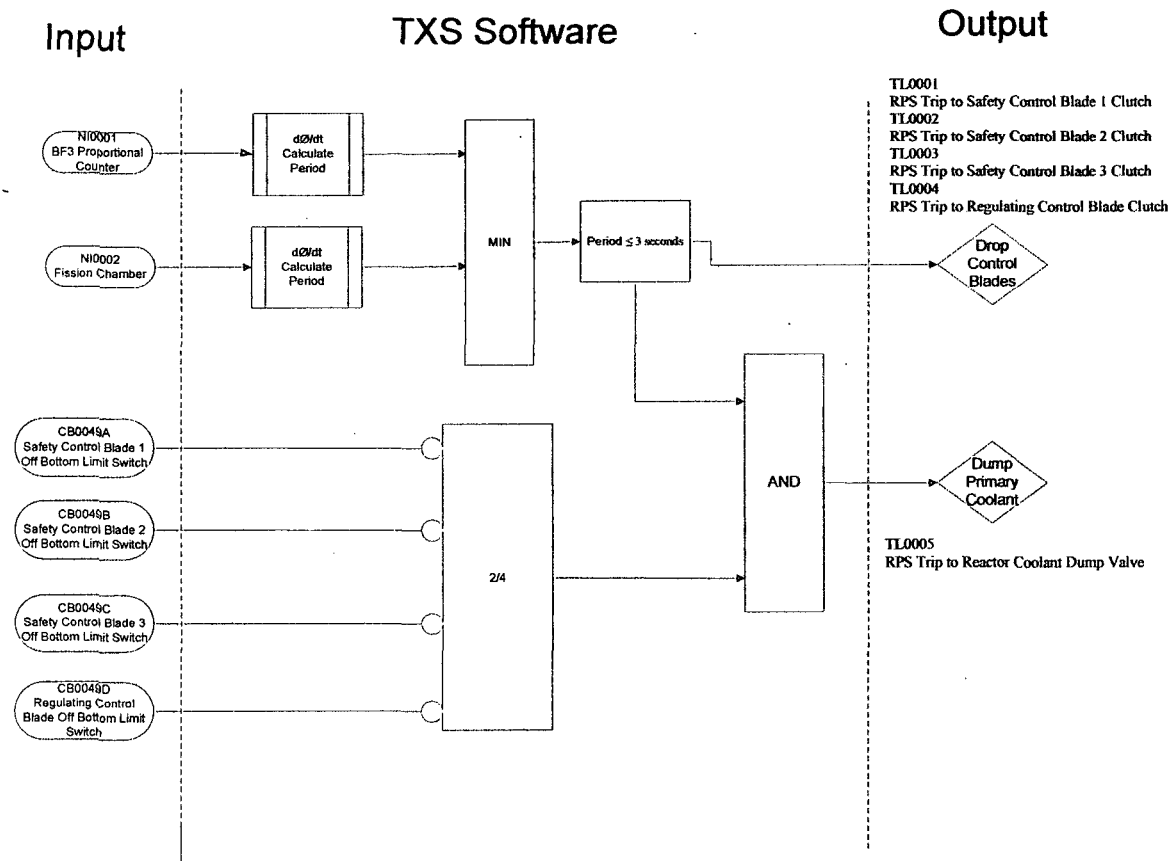 Input
TXS Software
Output
NI0001
BF3 Proportional
Counter
dØ/dt
Calculate
Period
NI0002
Fission Chamber
dØ/dt
Calculate
Period
MIN
Period ≤ 3 seconds
TL0001
RPS Trip to Safety Control Blade 1 Clutch
TL0002
RPS Trip to Safety Control Blade 2 Clutch
TL0003
RPS Trip to Safety Control Blade 3 Clutch
TL0004
RPS Trip to Regulating Control Blade Clutch
Drop
Control
Blades
CB0049A
Safety Control Blade 1
Off Bottom Limit Switch
CB0049B
Safety Control Blade 2
Off Bottom Limit Switch
CB0049C
Safety Control Blade 3
Off Bottom Limit Switch
CB0049D
Regulating Control
Blade Off Bottom Limit
Switch
2/4
AND
Dump
Primary
Coolant
TL0005
RPS Trip to Reactor Coolant Dump Valve